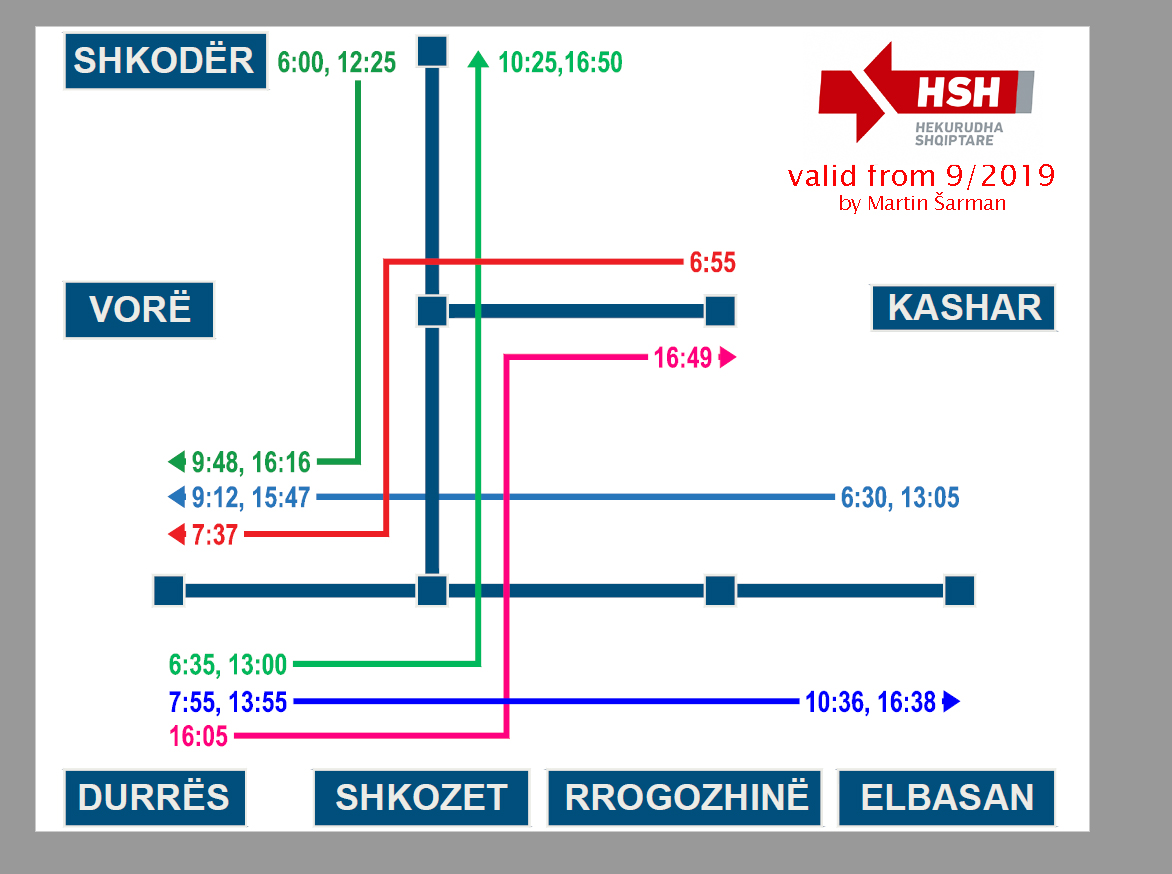 SHKODËR
6:00, 12:25
10:25,16:50
HSH
HEKURUDHA
SHQIPTARE
valid from 9/2019
by Martin Šarman
6:55
VORË
KASHAR
16:49
9:48, 16:16
9:12, 15:47
6:30, 13:05
7:37
6:35, 13:00
7:55, 13:55
10:36, 16:38
16:05
DURRËS
SHKOZET
RROGOZHINË
ELBASAN